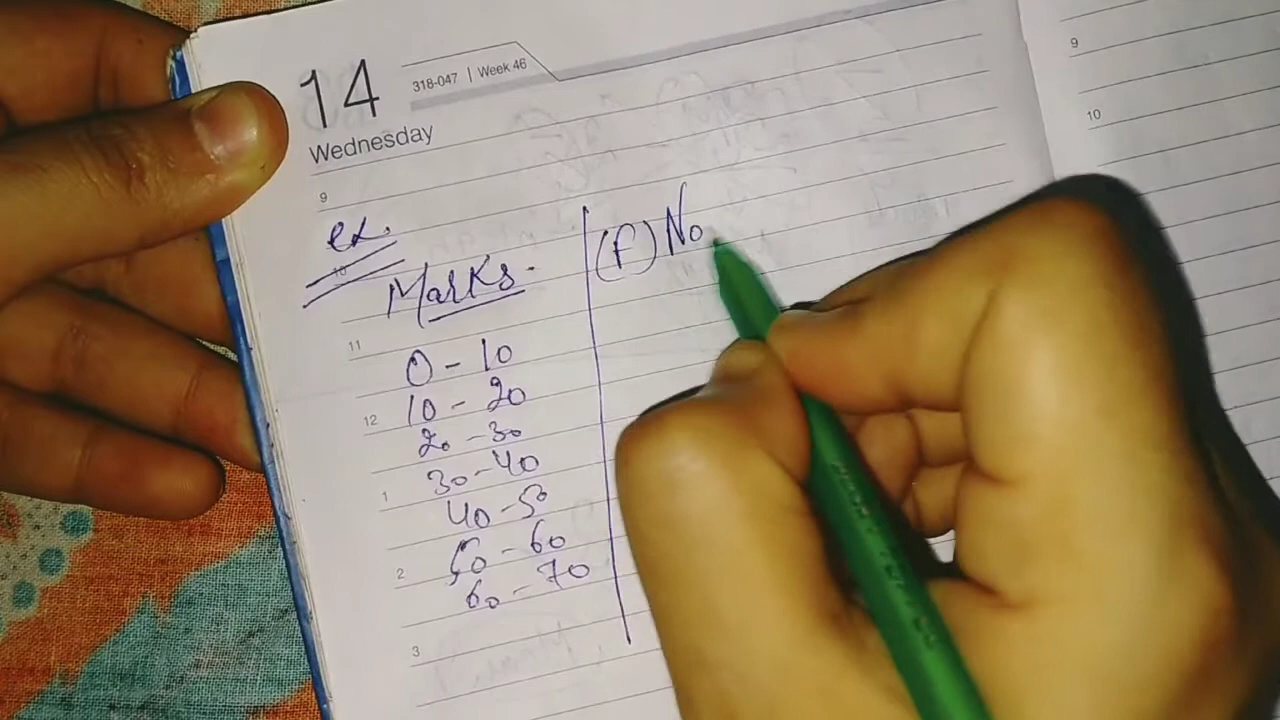 14
318-047 | Week 46
Wednesday
9
ex.
10
Marks.
(f) No
11
0 - 10
12
10 - 20
20 - 30
30 - 40
1
40 - 50
50 - 60
2
60 - 70
3
9
10